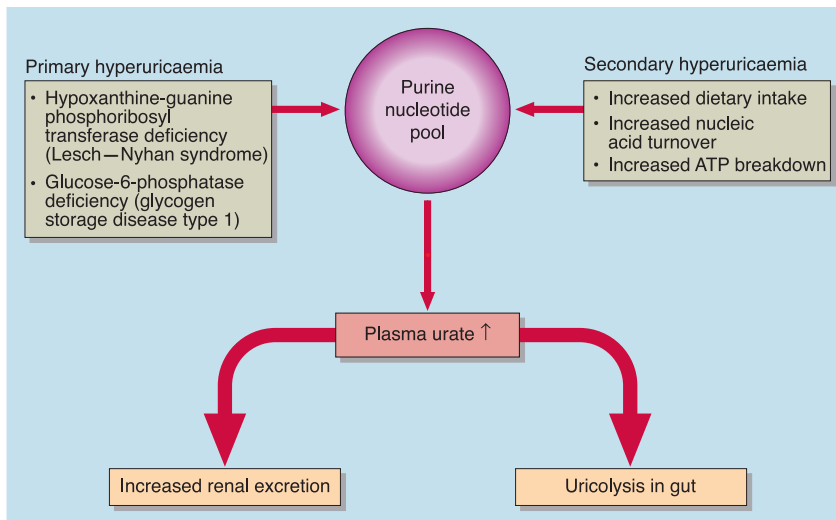 Primary hyperuricaemia
• Hypoxanthine-guanine
phosphoribosyl
transferase deficiency
(Lesch—Nyhan syndrome)
• Glucose-6-phosphatase
deficiency (glycogen
storage disease type 1)
Purine
nucleotide
pool
Secondary hyperuricaemia
• Increased dietary intake
• Increased nucleic
acid turnover
• Increased ATP breakdown
Plasma urate ↑
Increased renal excretion
Uricolysis in gut